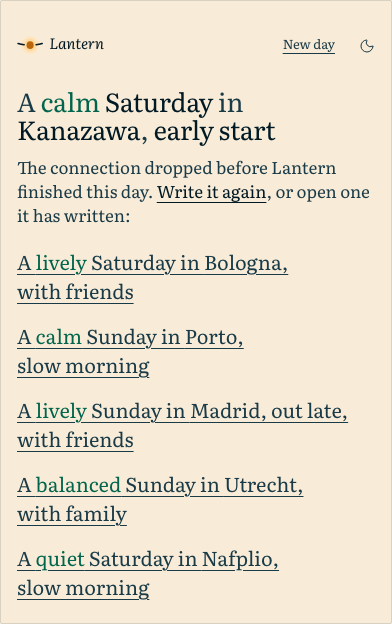 Lantern
New day
A calm Saturday in
Kanazawa, early start
The connection dropped before Lantern
finished this day. Write it again, or open one
it has written:
A lively Saturday in Bologna,
with friends
A calm Sunday in Porto,
slow morning
A lively Sunday in Madrid, out late,
with friends
A balanced Sunday in Utrecht,
with family
A quiet Saturday in Nafplio,
slow morning